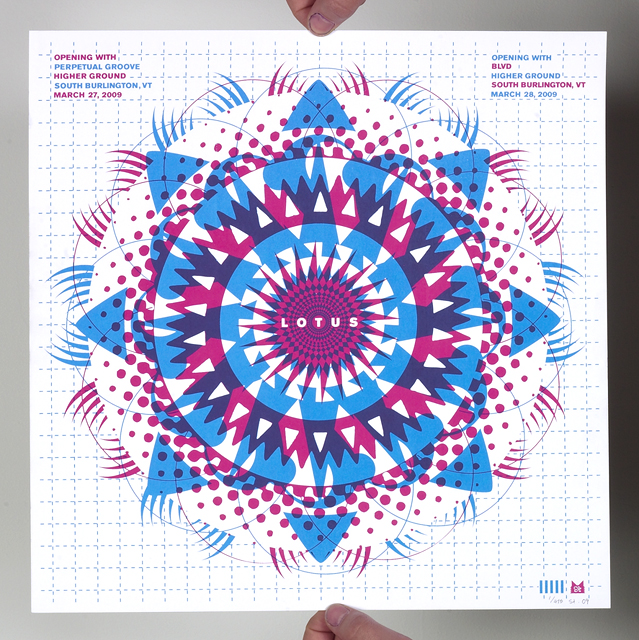 OPENING WITH
PERPETUAL GROOVE
HIGHER GROUND
SOUTH BURLINGTON, VT
MARCH 27, 2009
OPENING WITH
BLVD
HIGHER GROUND
SOUTH BURLINGTON, VT
MARCH 28, 2009
LOTUS